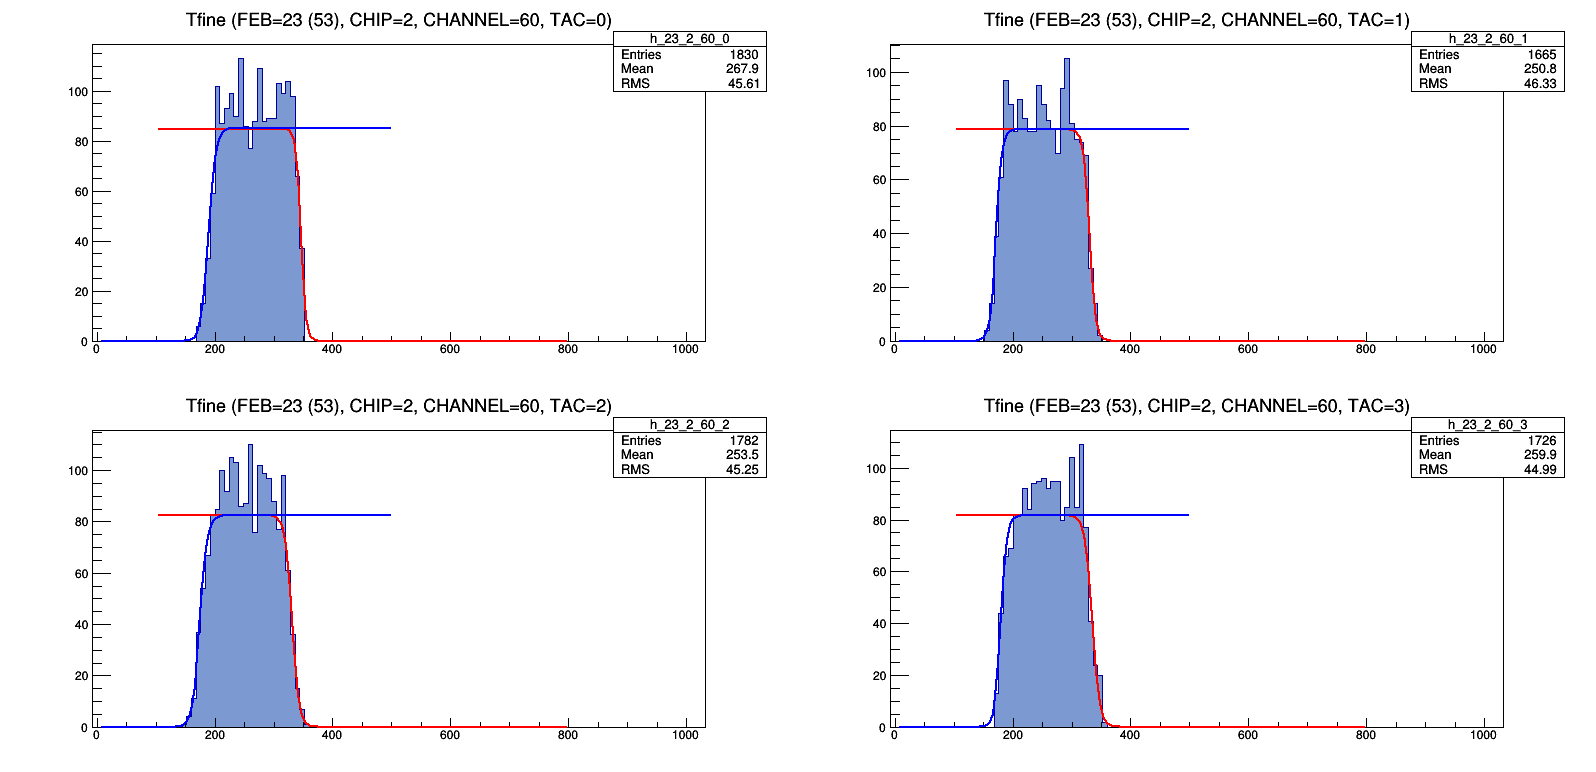 Tfine (FEB=23 (53), CHIP=2, CHANNEL=60, TAC=0)
h_23_2_60_0
Entries 1830
Mean 267.9
RMS 45.61
100
80
60
40
20
0
0 200 400 600 800 1000
Tfine (FEB=23 (53), CHIP=2, CHANNEL=60, TAC=1)
h_23_2_60_1
Entries 1665
Mean 250.8
RMS 46.33
100
80
60
40
20
0
0 200 400 600 800 1000
Tfine (FEB=23 (53), CHIP=2, CHANNEL=60, TAC=2)
h_23_2_60_2
Entries 1782
Mean 253.5
RMS 45.25
100
80
60
40
20
0
0 200 400 600 800 1000
Tfine (FEB=23 (53), CHIP=2, CHANNEL=60, TAC=3)
h_23_2_60_3
Entries 1726
Mean 259.9
RMS 44.99
100
80
60
40
20
0
0 200 400 600 800 1000